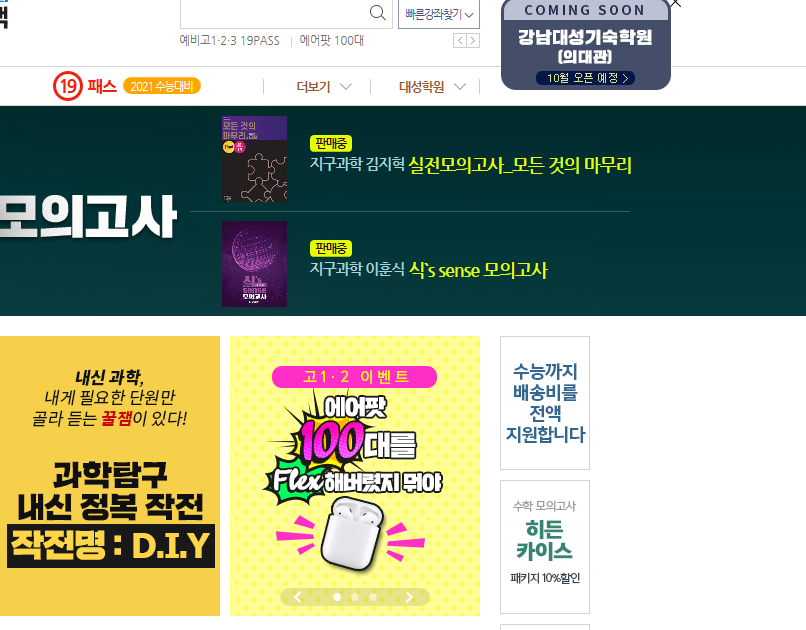 빠른강좌찾기
예비고1·2·3 19PASS
에어팟 100대
COMING SOON
강남대성기숙학원
(의대관)
10월 오픈 예정 >
19 패스
2021 수능대비
더보기
대성학원
모의고사
모든 것의
마무리
판매중
지구과학 김지혁 실전모의고사_모든 것의 마무리
식's
sense
모의고사
판매중
지구과학 이훈식 식's sense 모의고사
내신 과학,
내게 필요한 단원만
골라 듣는 꿀잼이 있다!
과학탐구
내신 정복 작전
작전명 : D.I.Y
고1·2 이벤트
에어팟
100대를
Flex해버렸지 뭐야
수능까지
배송비를
전액
지원합니다
수학 모의고사
히든
카이스
패키지 10%할인